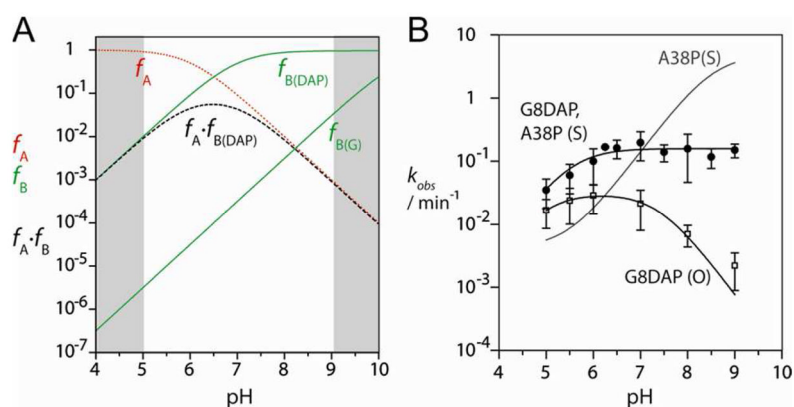 A
1
10-1
10-2
10-3
10-4
10-5
10-6
10-7
fA
fB
fA·fB
fA
fB(DAP)
fA·fB(DAP)
fB(G)
4 5 6 7 8 9 10
pH
B
10
1
10-1
10-2
10-3
10-4
kobs
/ min-1
A38P(S)
G8DAP,
A38P (S)
G8DAP (O)
4 5 6 7 8 9 10
pH